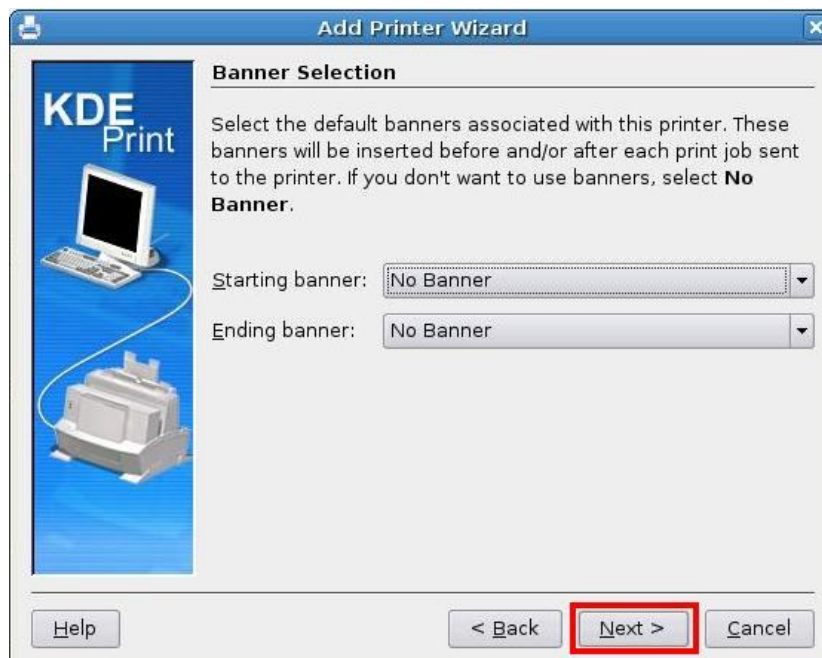 Add Printer Wizard
KDE
Print
Banner Selection
Select the default banners associated with this printer. These
banners will be inserted before and/or after each print job sent
to the printer. If you don't want to use banners, select No
Banner.
Starting banner: No Banner
Ending banner: No Banner
Help < Back Next > Cancel